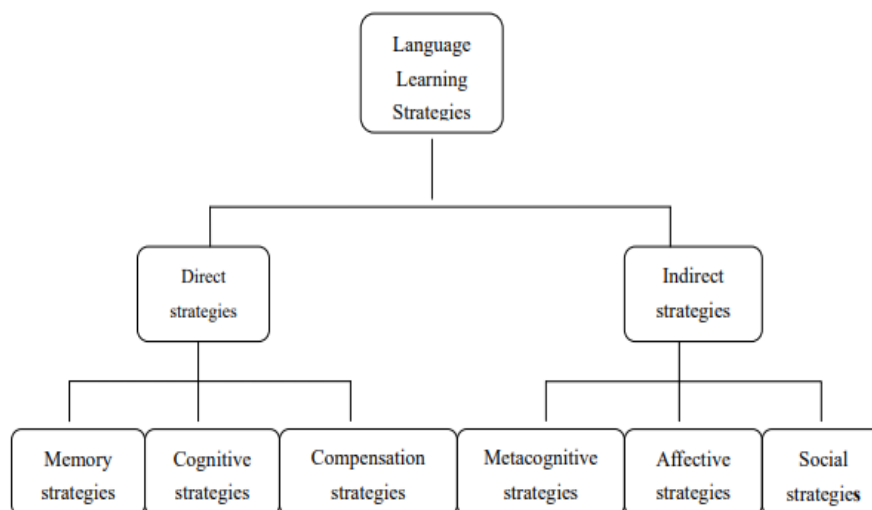 Language
Learning
Strategies
Direct
strategies
Indirect
strategies
Memory
strategies
Cognitive
strategies
Compensation
strategies
Metacognitive
strategies
Affective
strategies
Social
strategies